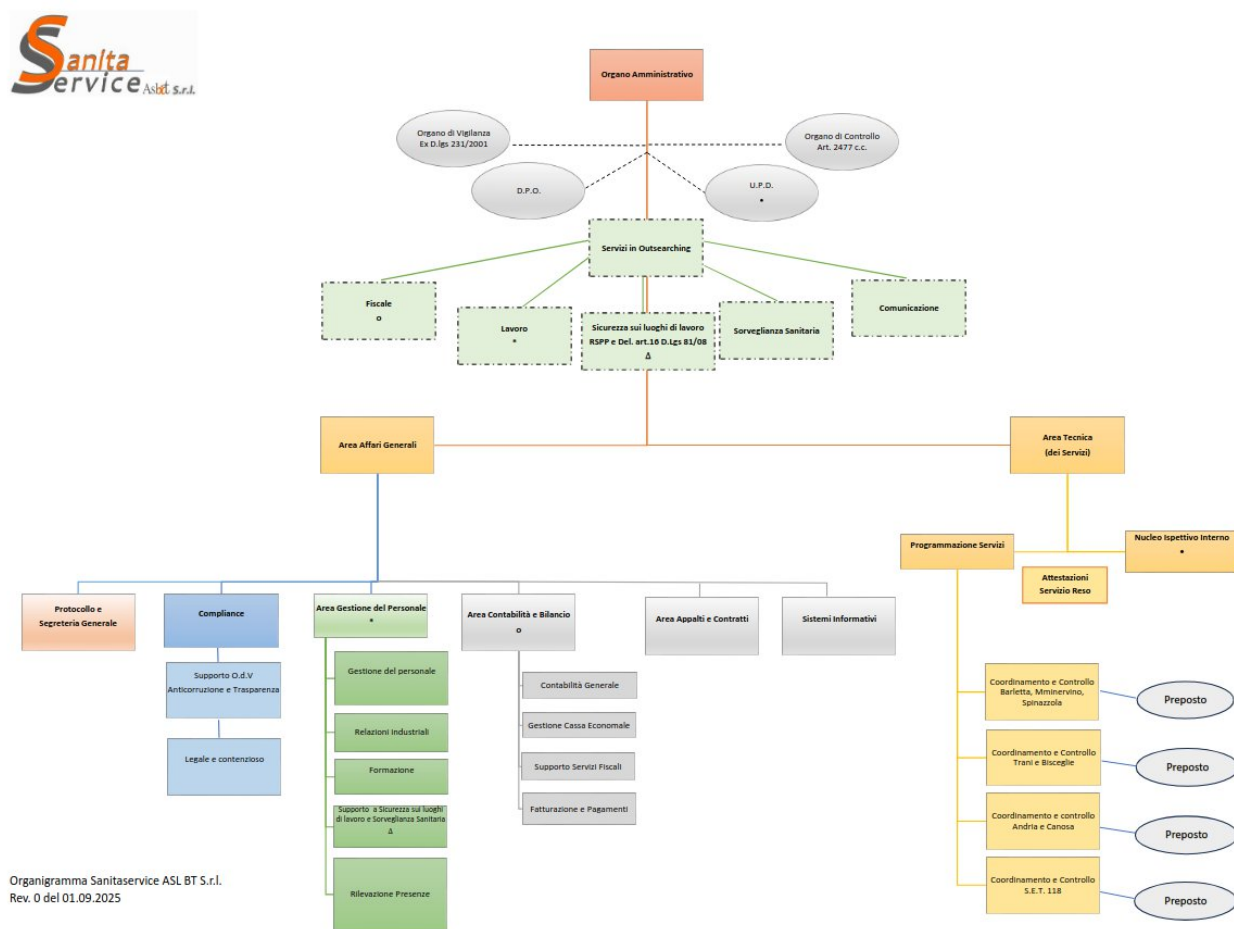 Sanita
Service Asl bt s.r.l.
Organo Amministrativo
Organo di Vigilanza
Ex D.lgs 231/2001
Organo di Controllo
Art. 2477 c.c.
D.P.O.
U.P.D.
•
Servizi in Outsearching
Fiscale
o
Lavoro
*
Sicurezza sui luoghi di lavoro
RSPP e Del. art.16 D.Lgs 81/08
Δ
Sorveglianza Sanitaria
Comunicazione
Area Affari Generali
Area Tecnica
(dei Servizi)
Programmazione Servizi
Nucleo Ispettivo Interno
•
Attestazioni
Servizio Reso
Protocollo e
Segreteria Generale
Compliance
Area Gestione del Personale
*
Area Contabilità e Bilancio
o
Area Appalti e Contratti
Sistemi Informativi
Supporto O.d.V
Anticorruzione e Trasparenza
Legale e contenzioso
Gestione del personale
Relazioni Industriali
Formazione
Supporto a Sicurezza sui luoghi
di lavoro e Sorveglianza Sanitaria
Δ
Rilevazione Presenze
Contabilità Generale
Gestione Cassa Economale
Supporto Servizi Fiscali
Fatturazione e Pagamenti
Coordinamento e Controllo
Barletta, Mminervino,
Spinazzola
Preposto
Coordinamento e Controllo
Trani e Bisceglie
Preposto
Coordinamento e controllo
Andria e Canosa
Preposto
Coordinamento e Controllo
S.E.T. 118
Preposto
Organigramma Sanitaservice ASL BT S.r.l.
Rev. 0 del 01.09.2025